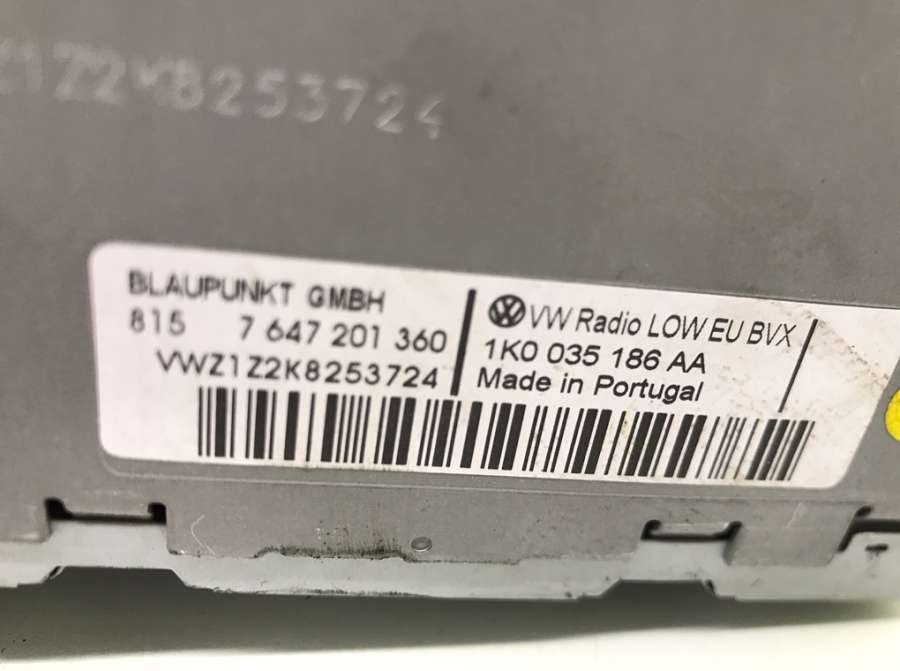 Z1Z2K8253724
BLAUPUNKT GMBH
815 7 647 201 360
VWZ1Z2K8253724
VW Radio LOW EU BVX
1K0 035 186 AA
Made in Portugal